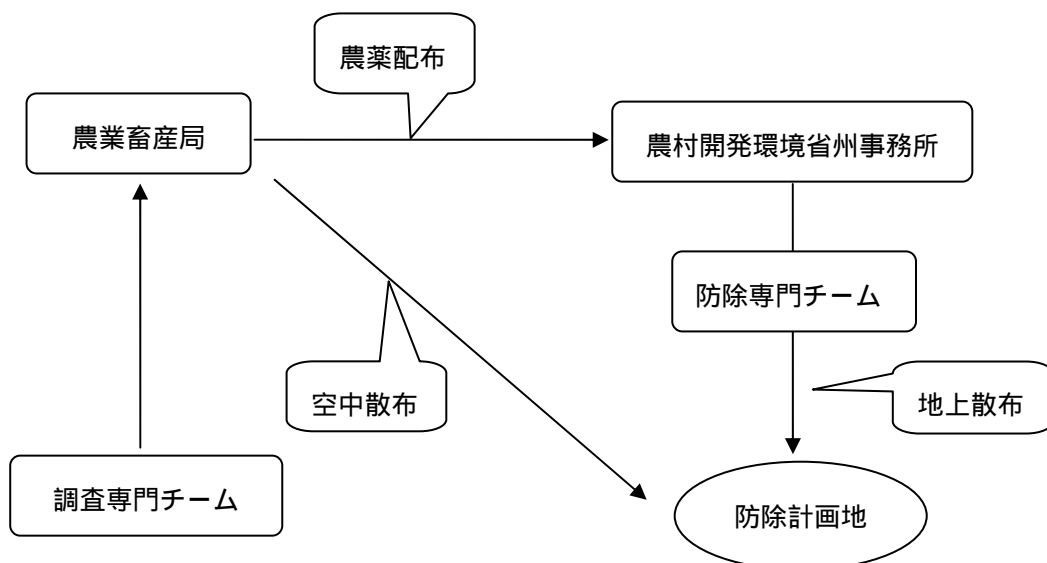 農薬配布
農業畜産局
農村開発環境省州事務所
防除専門チーム
空中散布
地上散布
調査専門チーム
防除計画地